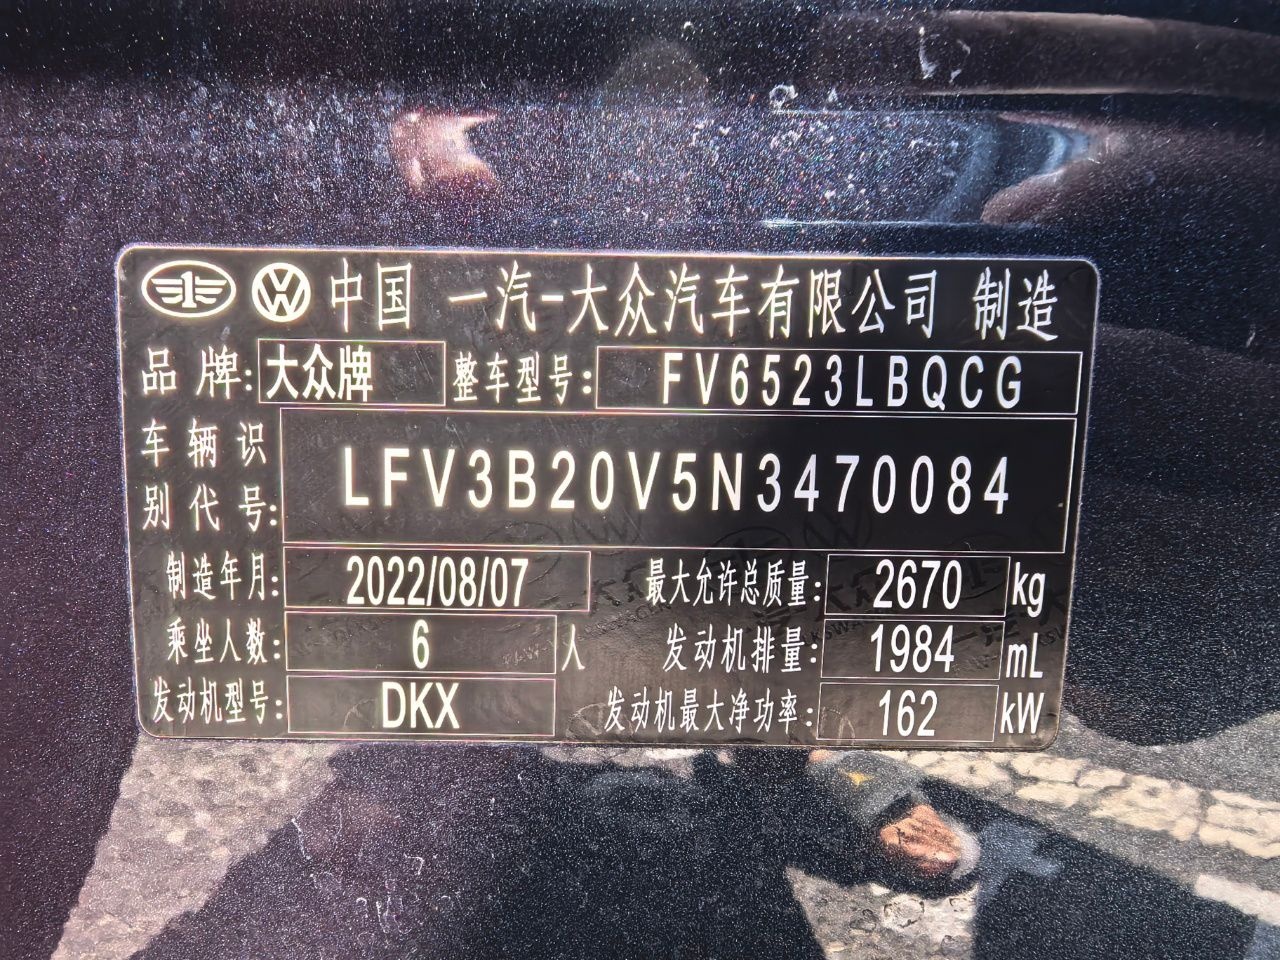 中国 一汽-大众汽车有限公司 制造
品牌: 大众牌 整车型号: FV6523LBQCG
车辆识别代号: LFV3B20V5N3470084
制造年月: 2022/08/07 最大允许总质量: 2670 kg
乘坐人数: 6 人 发动机排量: 1984 mL
发动机型号: DKX 发动机最大净功率: 162 kW